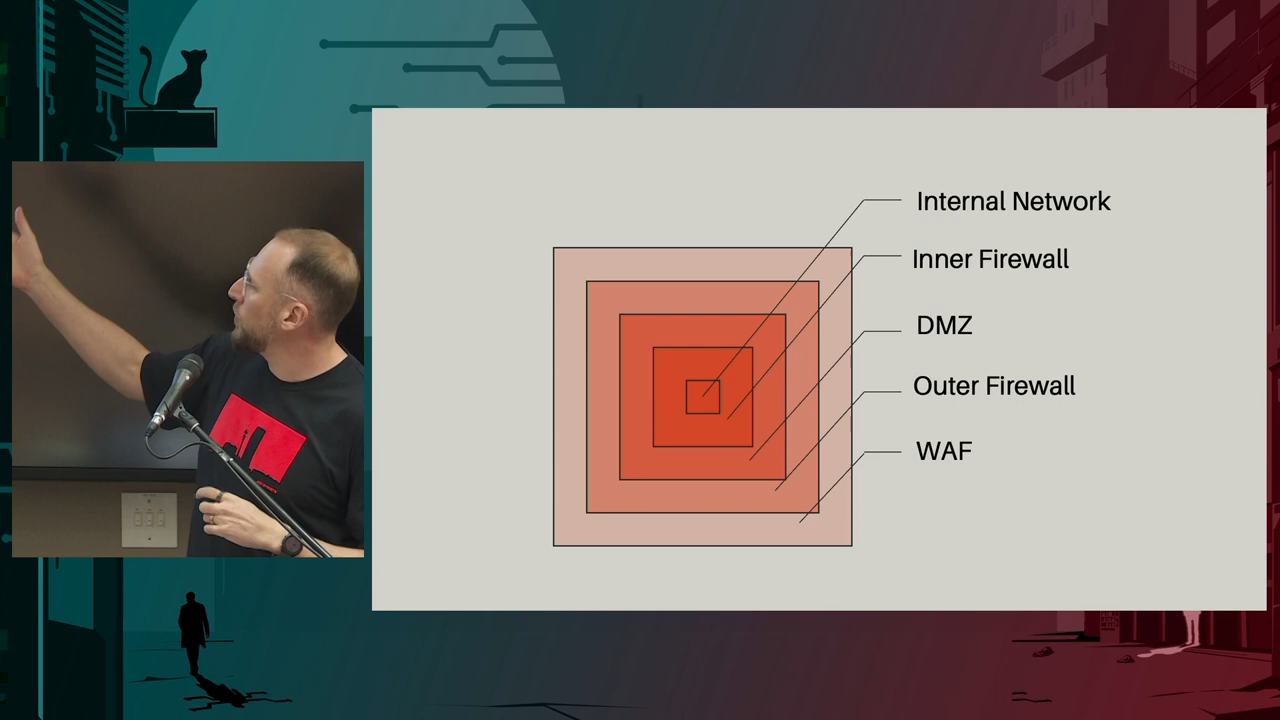 Internal Network
Inner Firewall
DMZ
Outer Firewall
WAF